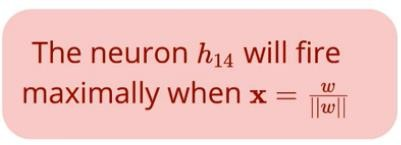 The neuron h₁₄ will fire
maximally when x = w/||w||